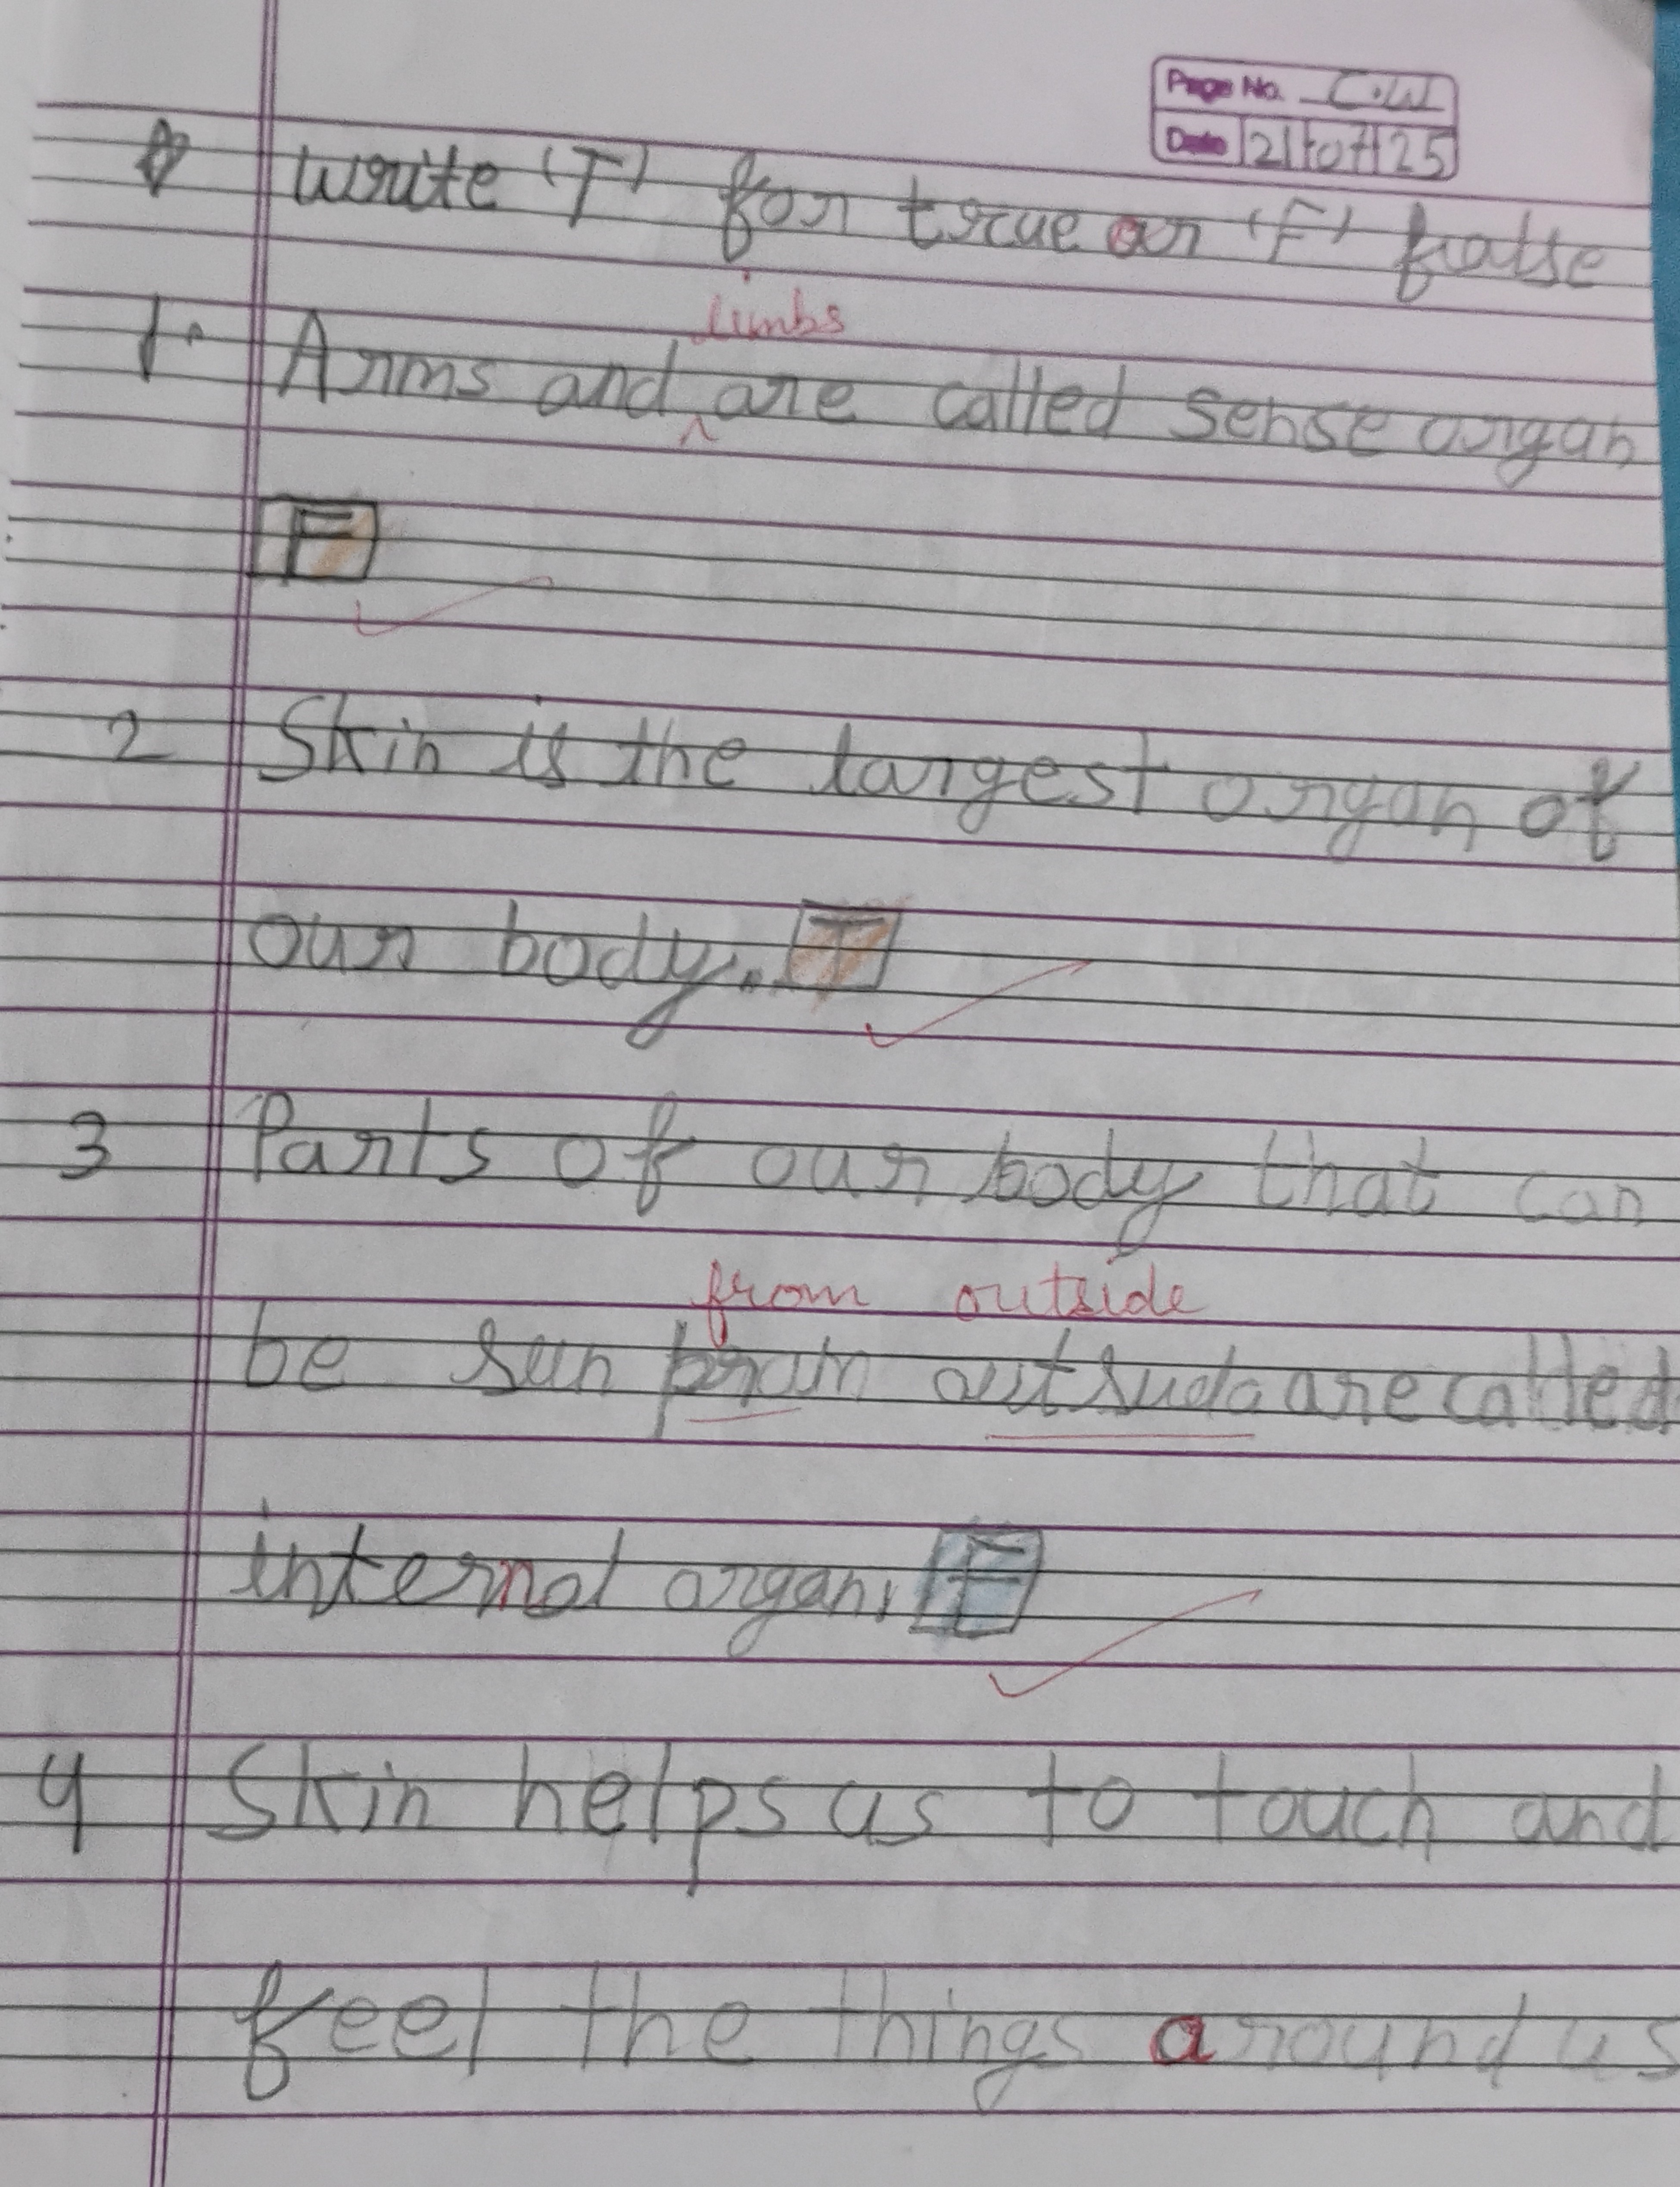 Page No. C.W
Date 21/07/25
Write 'T' for true or 'F' false
limbs
1. Arms and are called sense organ
F
2 Skin is the largest organ of
our body. T
3 Parts of our body that can
from outside
be sun outsuda are called
internal organ. F
4 Skin helps us to touch and
feel the things around us